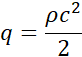 q = ρc²/2